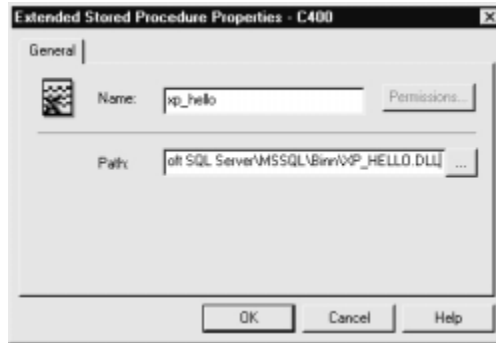 Extended Stored Procedure Properties - C400
General
Name: xp_hello Permissions...
Path: oft SQL Server\MSSQL\Binn\XP_HELLO.DLL ...
OK Cancel Help